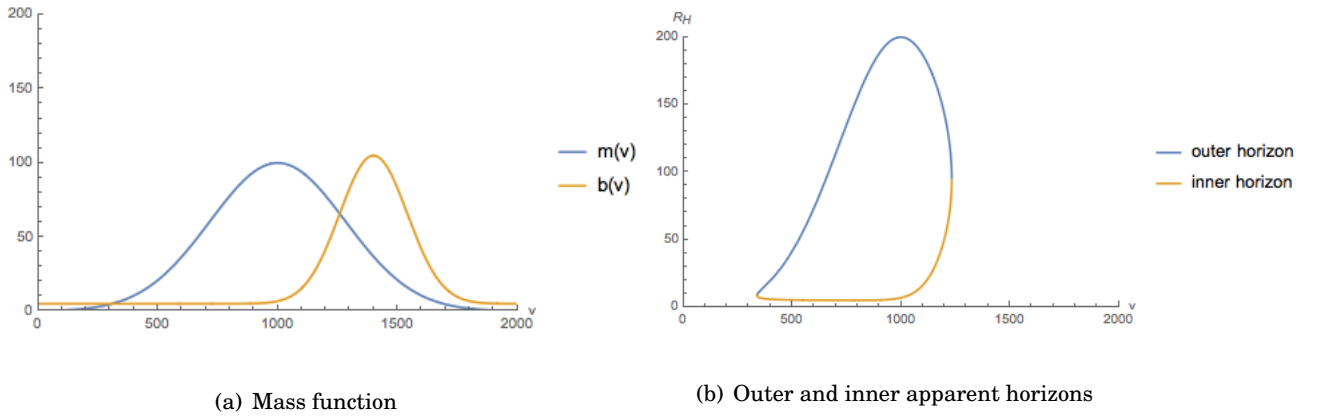 200
150
100
50
0
0
500
1000
1500
2000
v
m(v)
b(v)
R_H
200
150
100
50
0
0
500
1000
1500
2000
v
outer horizon
inner horizon
(a) Mass function
(b) Outer and inner apparent horizons